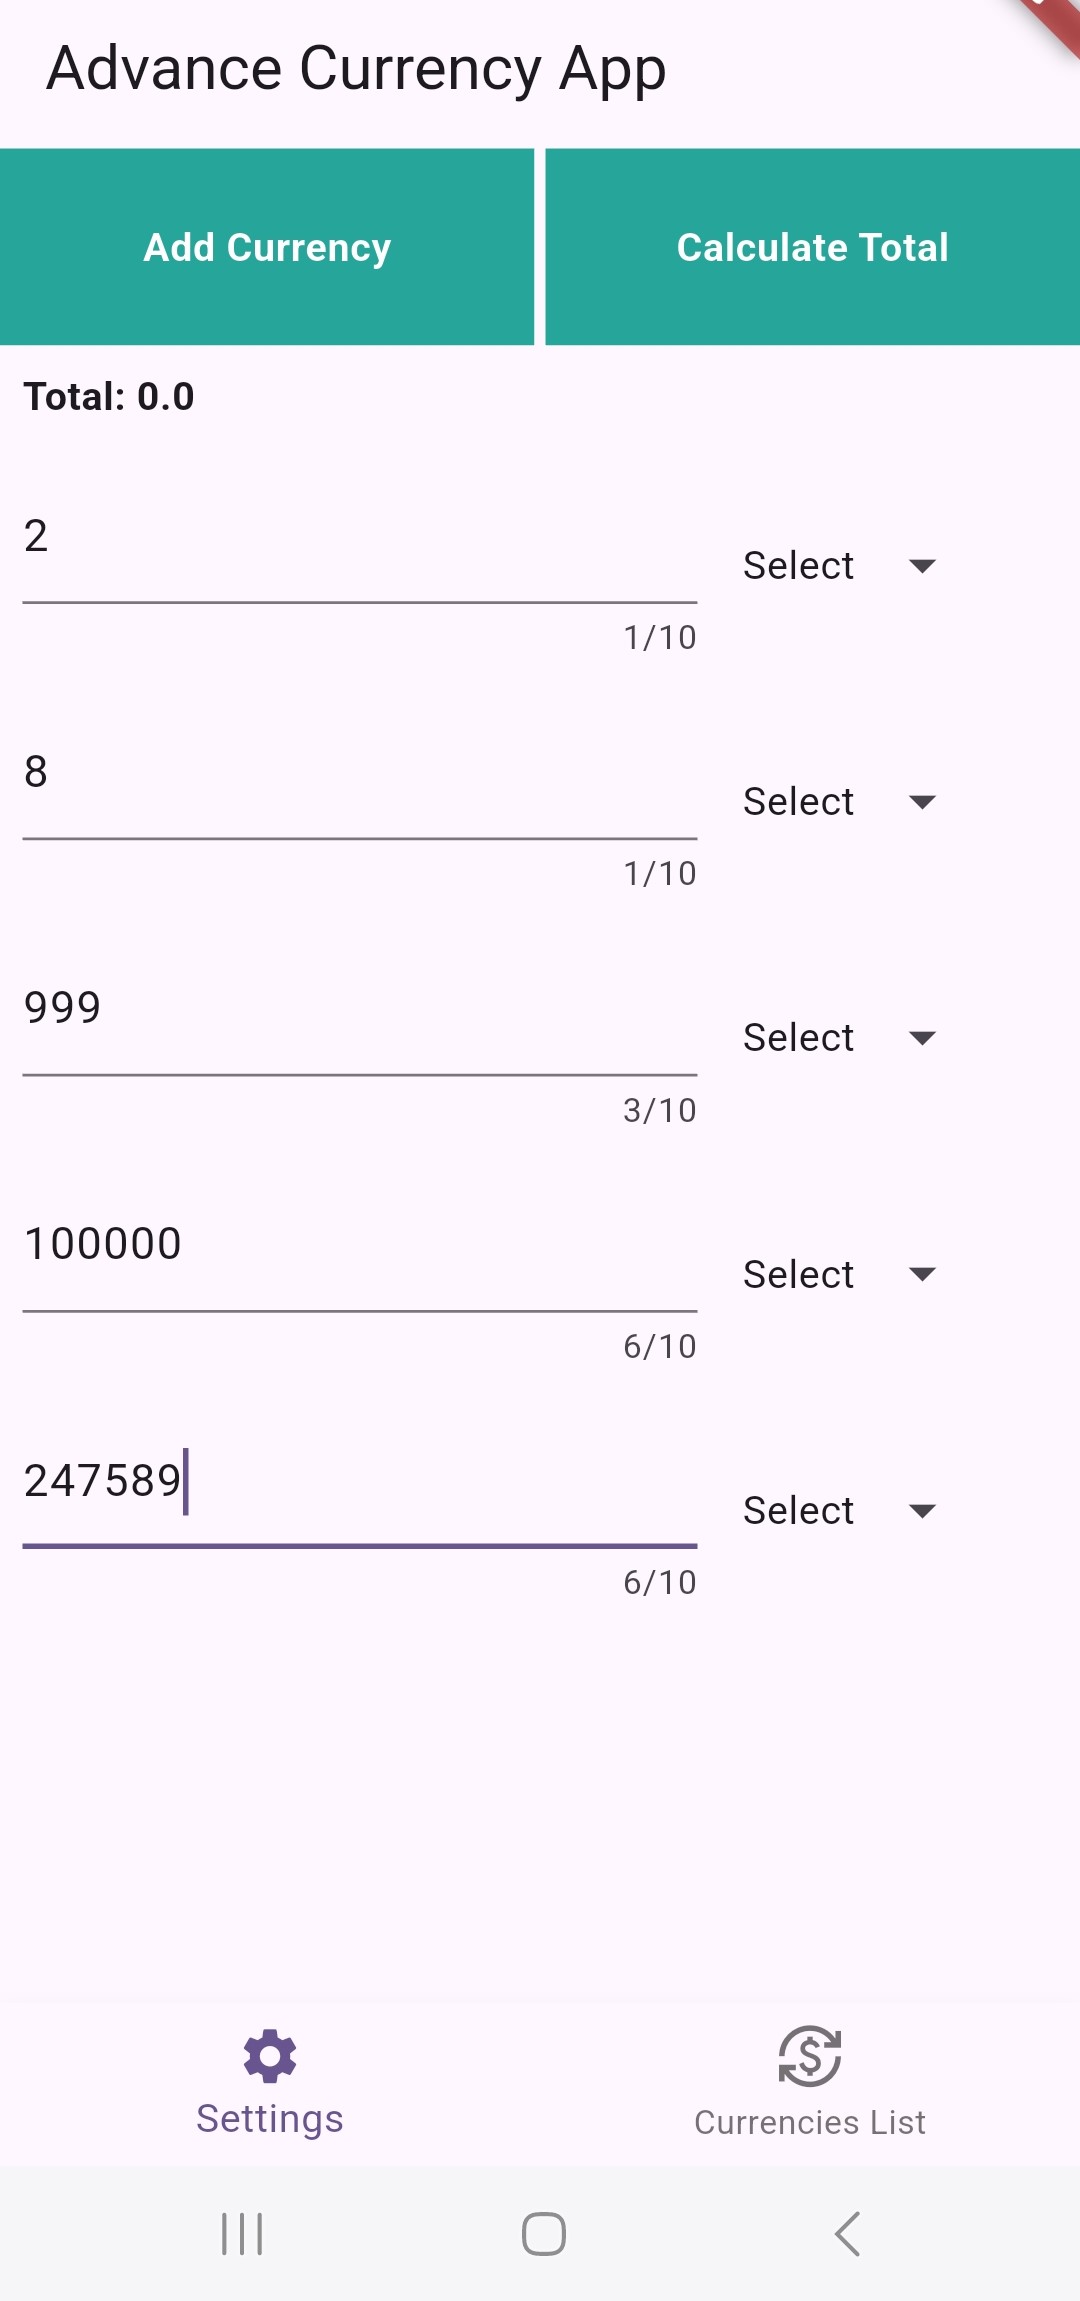 Advance Currency App
Add Currency
Calculate Total
Total: 0.0
2
Select
1/10
8
Select
1/10
999
Select
3/10
100000
Select
6/10
247589
Select
6/10
Settings
Currencies List